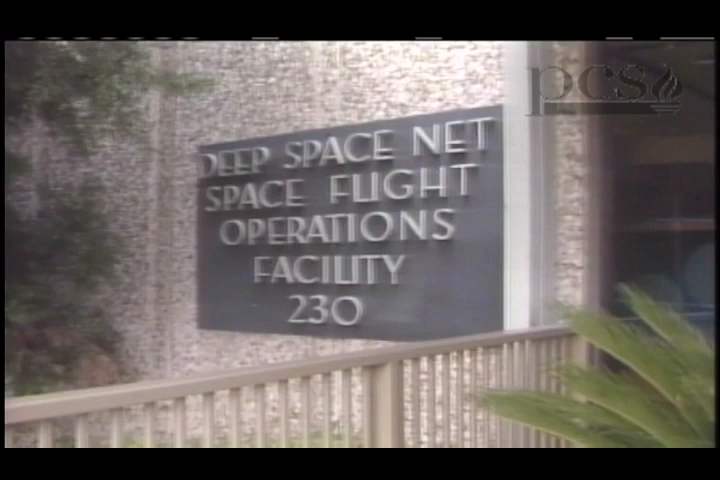 pcs
DEEP SPACE NET
SPACE FLIGHT
OPERATIONS
FACILITY
230